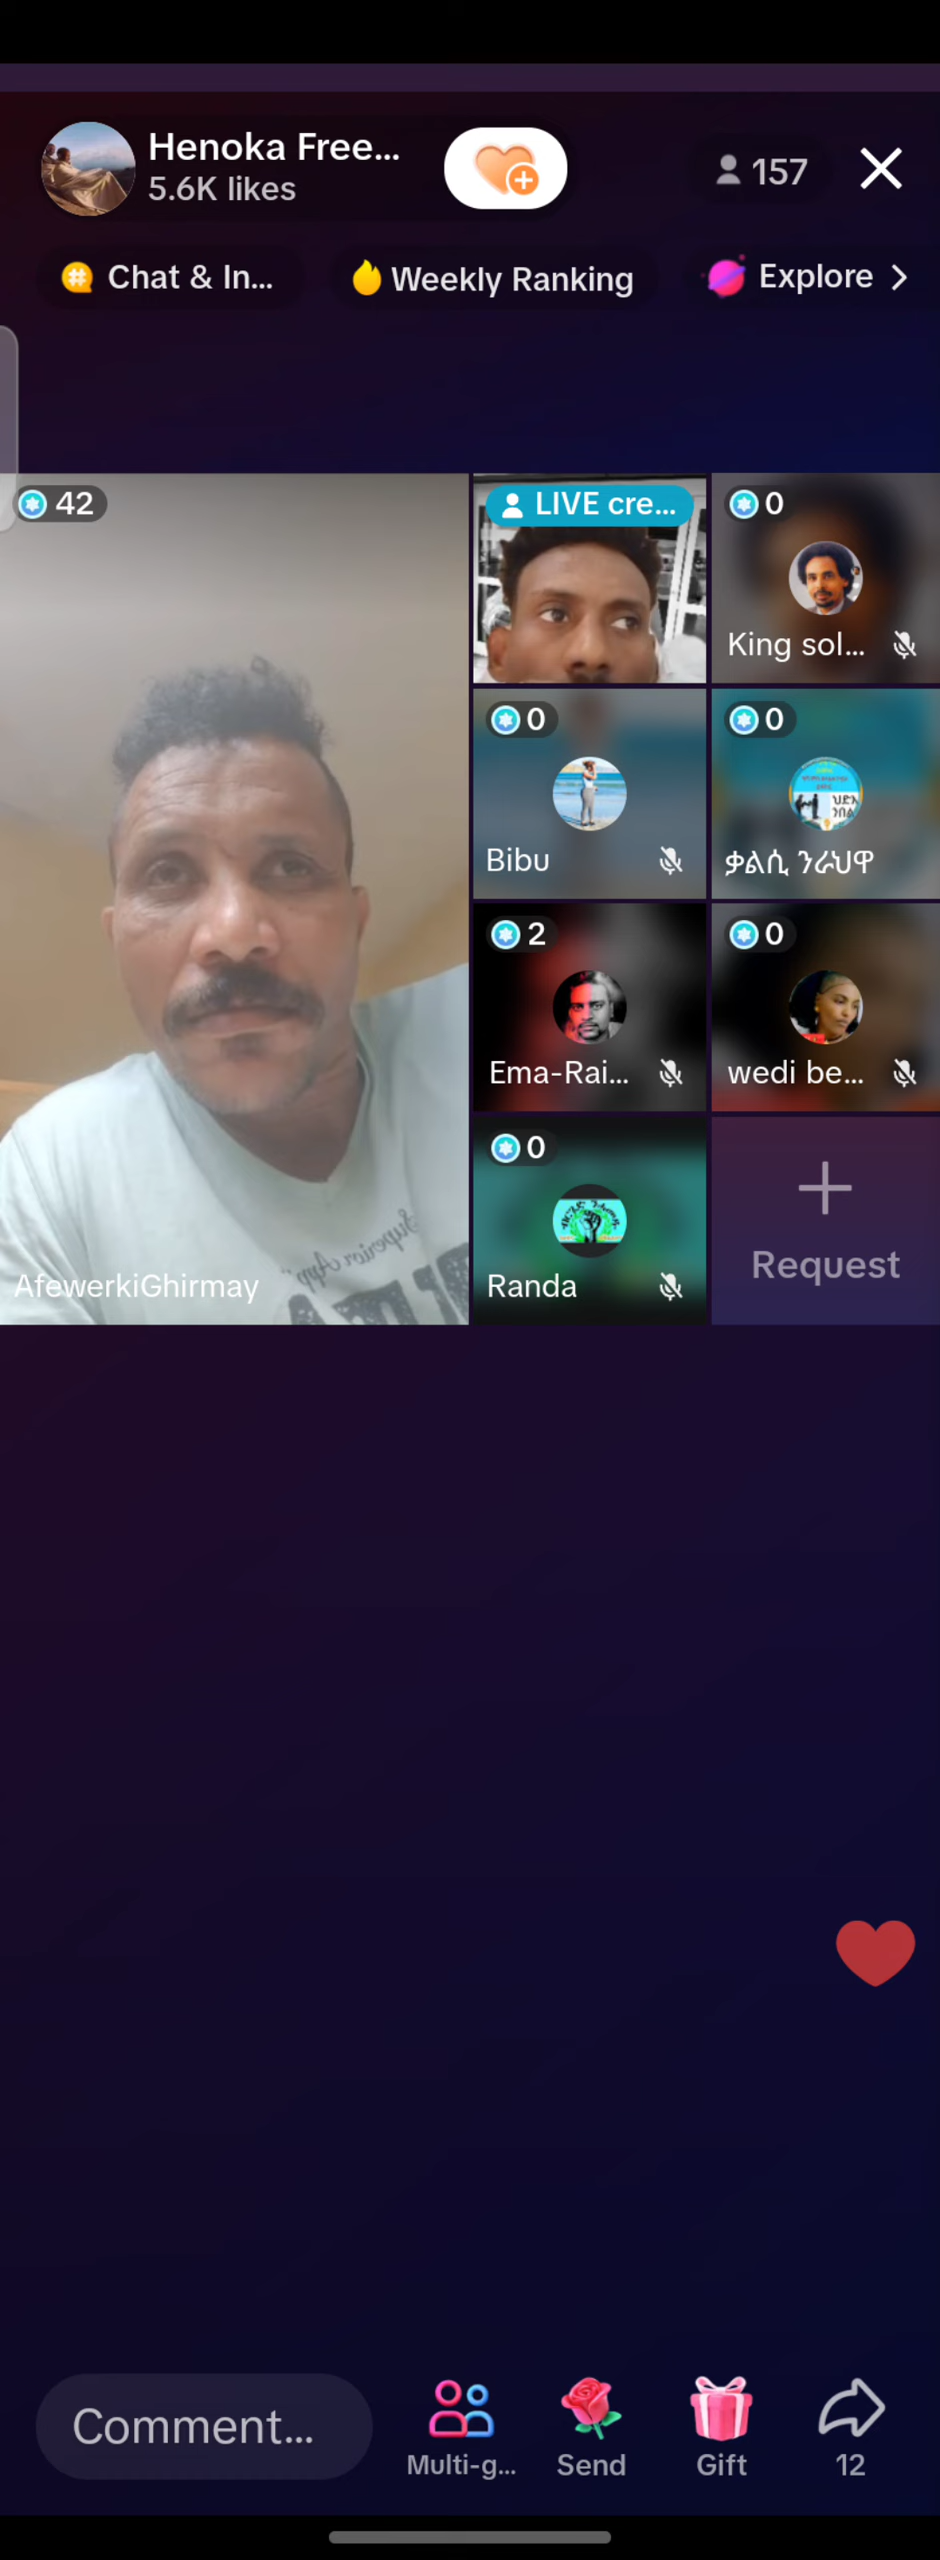 Henoka Free...
5.6K likes
157
Chat & In...
Weekly Ranking
Explore
42
LIVE cre...
0
King sol...
0
Bibu
0
ቃልሲ ንራህዋ
2
Ema-Rai...
0
wedi be...
0
Randa
Request
AfewerkiGhirmay
Comment...
Multi-g...
Send
Gift
12